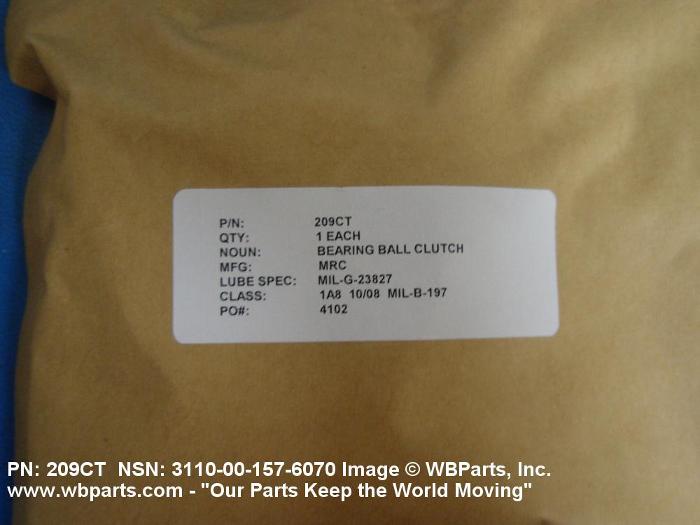 P/N: 209CT
QTY: 1 EACH
NOUN: BEARING BALL CLUTCH
MFG: MRC
LUBE SPEC: MIL-G-23827
CLASS: 1A8 10/08 MIL-B-197
PO#: 4102
PN: 209CT NSN: 3110-00-157-6070 Image © WBParts, Inc.
www.wbparts.com - "Our Parts Keep the World Moving"